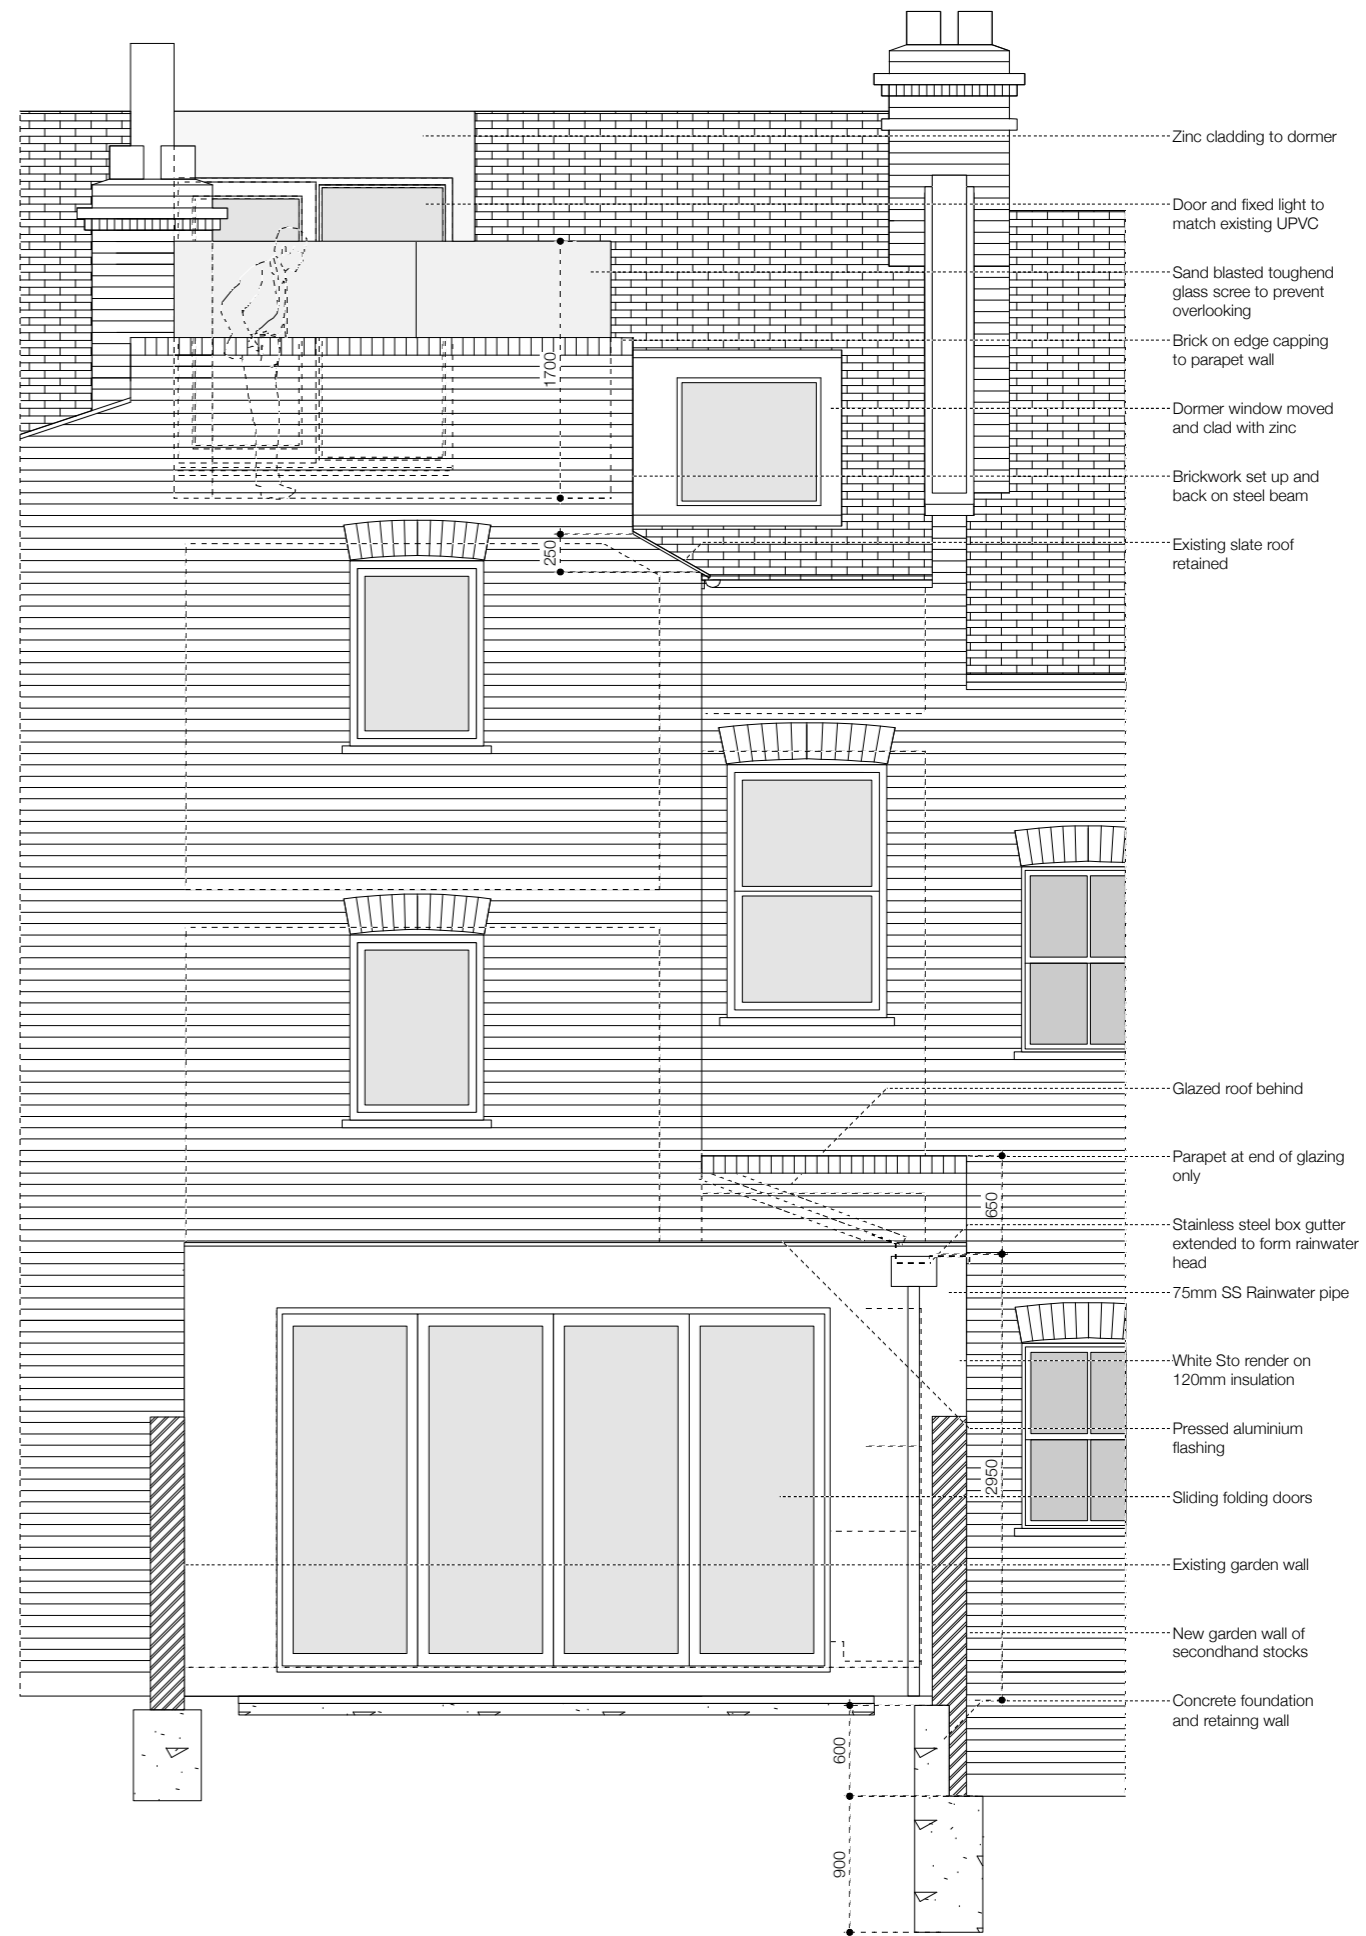 Zinc cladding to dormer
Door and fixed light to
match existing UPVC
Sand blasted toughend
glass scree to prevent
overlooking
Brick on edge capping
to parapet wall
1700
Dormer window moved
and clad with zinc
Brickwork set up and
back on steel beam
250
Existing slate roof
retained
Glazed roof behind
Parapet at end of glazing
only
650
Stainless steel box gutter
extended to form rainwater
head
75mm SS Rainwater pipe
White Sto render on
120mm insulation
Pressed aluminium
flashing
2950
Sliding folding doors
Existing garden wall
New garden wall of
secondhand stocks
Concrete foundation
and retainng wall
600
900